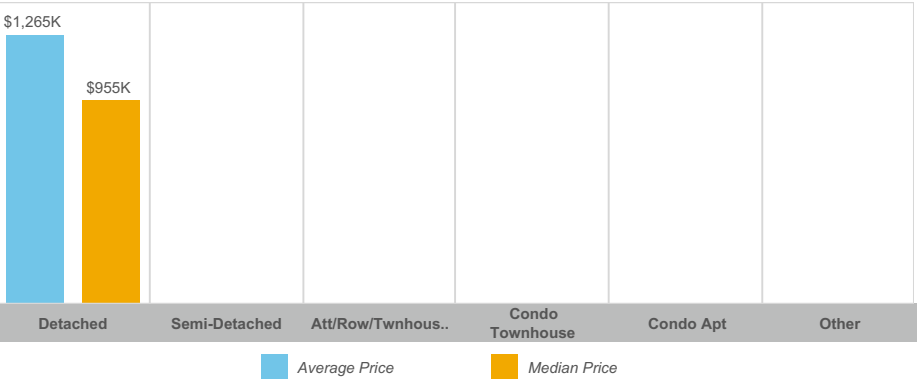 $1,265K
$955K
Detached
Semi-Detached
Att/Row/Twnhous..
Condo
Townhouse
Condo Apt
Other
Average Price
Median Price